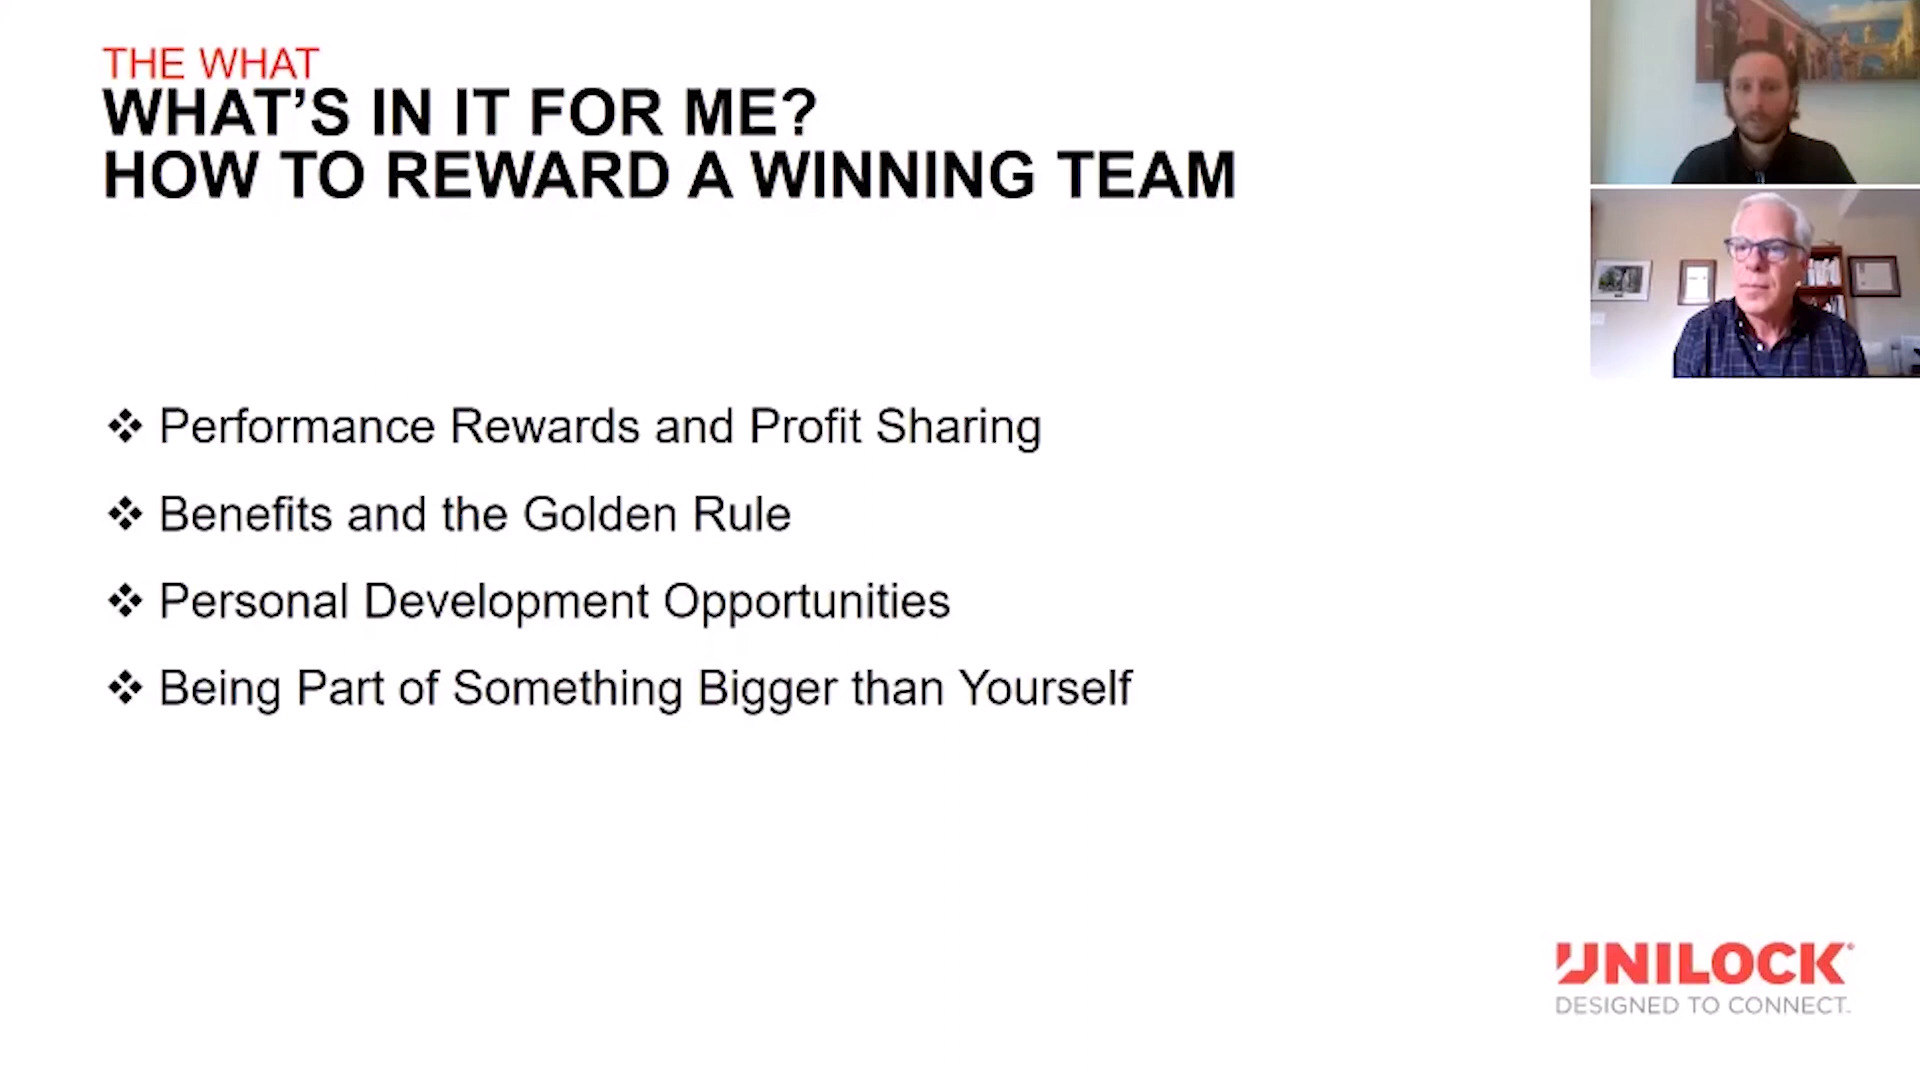 THE WHAT
WHAT’S IN IT FOR ME?
HOW TO REWARD A WINNING TEAM
❖ Performance Rewards and Profit Sharing
❖ Benefits and the Golden Rule
❖ Personal Development Opportunities
❖ Being Part of Something Bigger than Yourself
UNILOCK®
DESIGNED TO CONNECT™